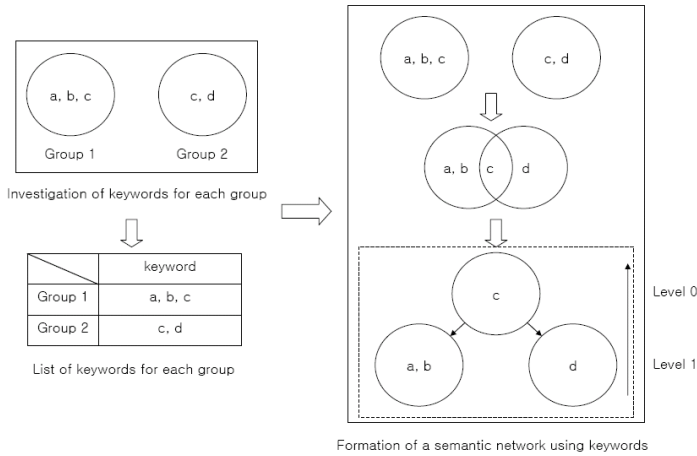 a, b, c
c, d
Group 1
Group 2
Investigation of keywords for each group
keyword
Group 1
a, b, c
Group 2
c, d
List of keywords for each group
a, b, c
c, d
a, b
c
d
c
Level 0
a, b
d
Level 1
Formation of a semantic network using keywords